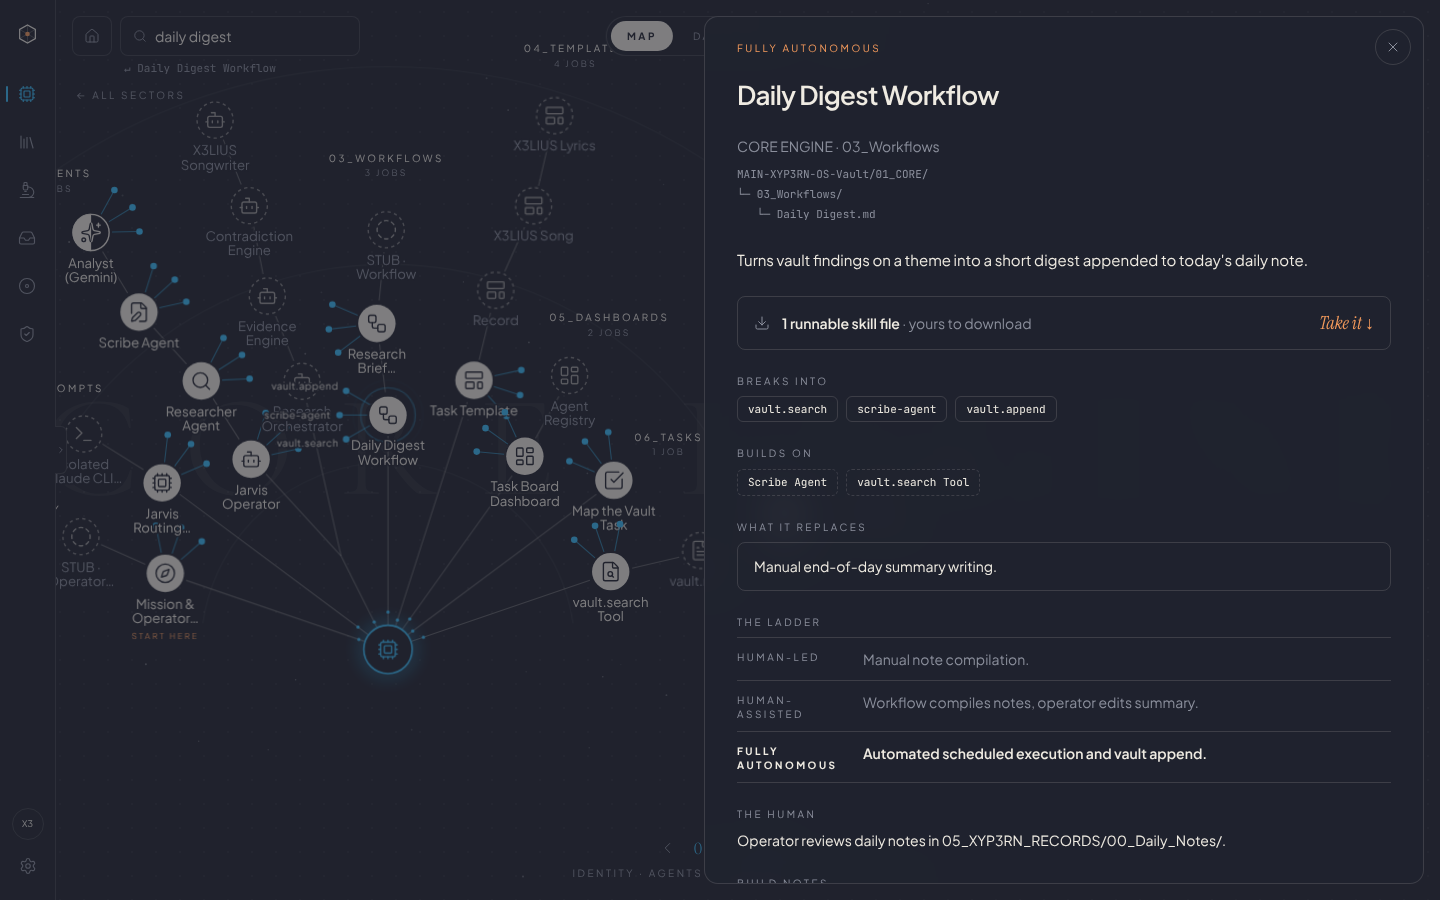 daily digest
↵ Daily Digest Workflow
← ALL SECTORS
MAP
04_TEMPLAT
4 JOBS
X3LIUS
Songwriter
X3LIUS Lyrics
03_WORKFLOWS
3 JOBS
ENTS
BS
Analyst
(Gemini)
Contradiction
Engine
STUB ·
Workflow
X3LIUS Song
Scribe Agent
Evidence
Engine
Record
05_DASHBOARDS
2 JOBS
Research
Brief...
OMPTS
vault.append
scribe-agent
vault.search
Researcher
Agent
Research
Orchestrator
Task Template
Agent
Registry
Daily Digest
Workflow
06_TASKS
1 JOB
olated
laude CLI...
Jarvis
Routing...
Jarvis
Operator
Task Board
Dashboard
Map the Vault
Task
STUB ·
Operator...
Mission &
Operator...
START HERE
vault.search
Tool
vault.
X3
IDENTITY · AGENTS
FULLY AUTONOMOUS
Daily Digest Workflow
CORE ENGINE · 03_Workflows
MAIN-XYP3RN-OS-Vault/01_CORE/
└─ 03_Workflows/
└─ Daily Digest.md
Turns vault findings on a theme into a short digest appended to today's daily note.
1 runnable skill file · yours to download
Take it ↓
BREAKS INTO
vault.search
scribe-agent
vault.append
BUILDS ON
Scribe Agent
vault.search Tool
WHAT IT REPLACES
Manual end-of-day summary writing.
THE LADDER
HUMAN-LED
Manual note compilation.
HUMAN-
ASSISTED
Workflow compiles notes, operator edits summary.
FULLY
AUTONOMOUS
Automated scheduled execution and vault append.
THE HUMAN
Operator reviews daily notes in 05_XYP3RN_RECORDS/00_Daily_Notes/.
BUILD NOTES